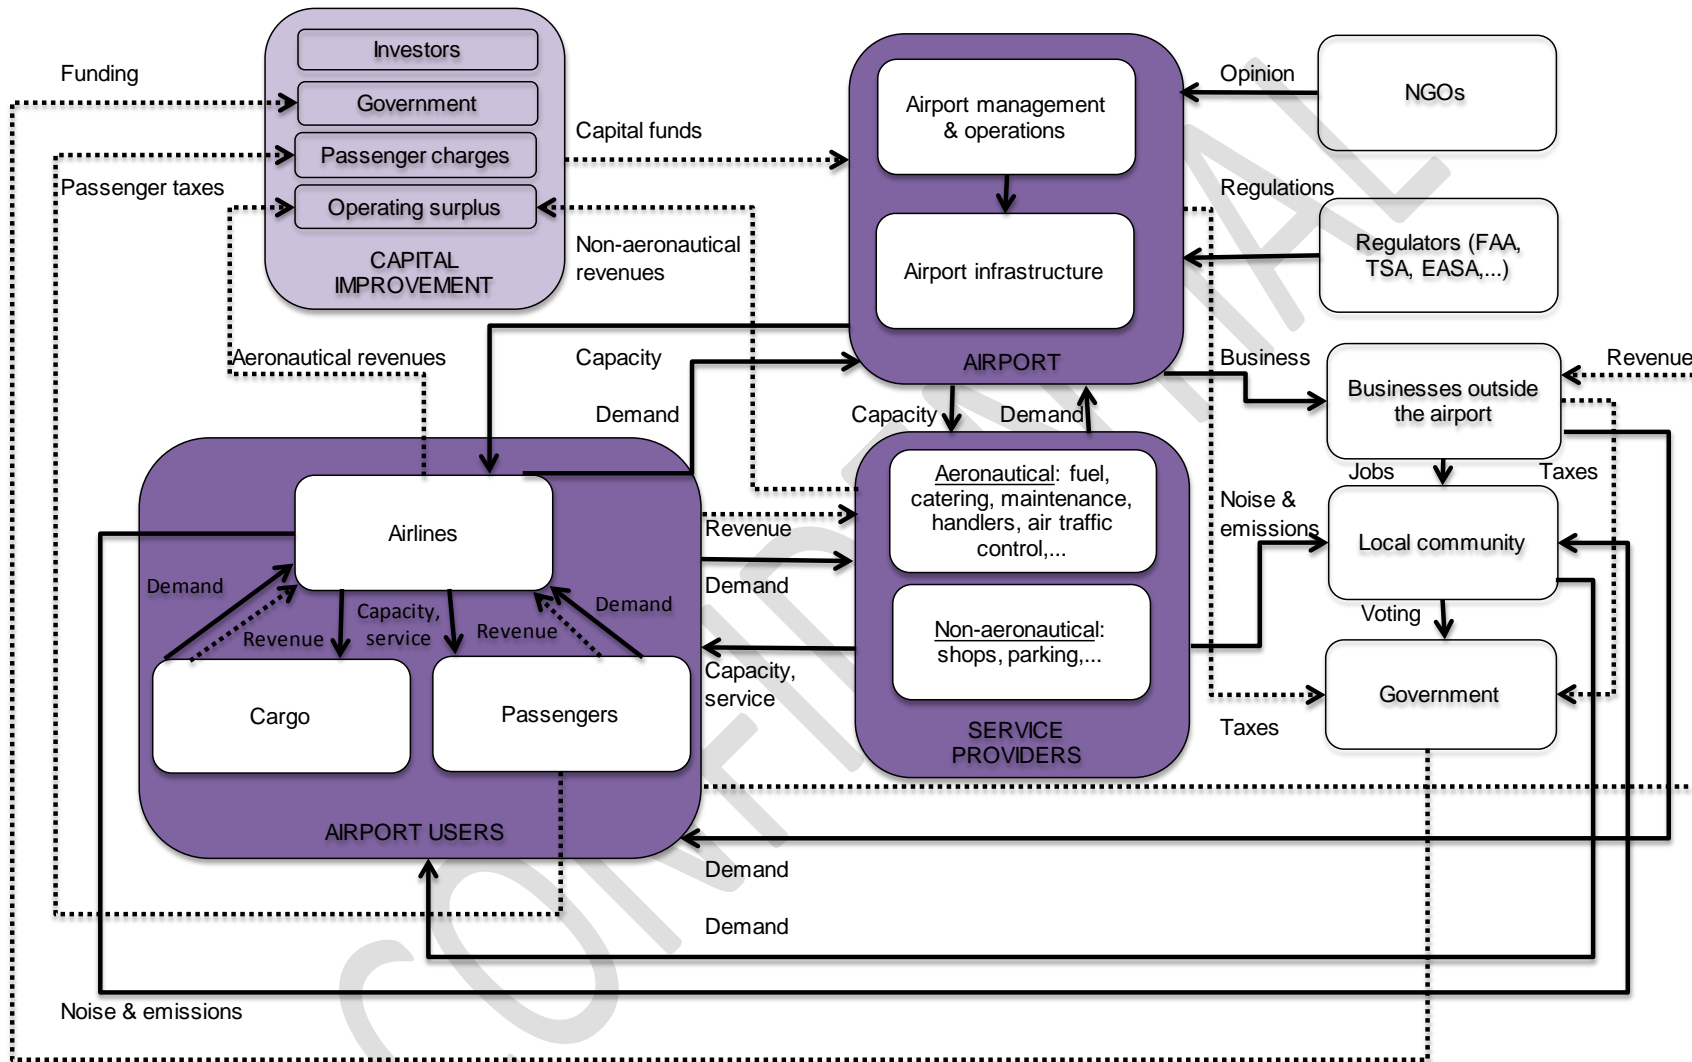 Funding
Passenger taxes
Investors
Government
Passenger charges
Operating surplus
CAPITAL
IMPROVEMENT
Capital funds
Non-aeronautical
revenues
Airport management
& operations
Airport infrastructure
AIRPORT
Opinion
NGOs
Regulations
Regulators (FAA,
TSA, EASA,...)
Aeronautical revenues
Capacity
Demand
Capacity
Demand
Business
Businesses outside
the airport
Revenue
Jobs
Taxes
Airlines
Demand
Revenue
Capacity,
service
Revenue
Demand
Cargo
Passengers
AIRPORT USERS
Revenue
Demand
Capacity,
service
Aeronautical: fuel,
catering, maintenance,
handlers, air traffic
control,...
Non-aeronautical:
shops, parking,...
SERVICE
PROVIDERS
Noise &
emissions
Local community
Voting
Government
Taxes
Demand
Demand
Noise & emissions
CONFIDENTIAL